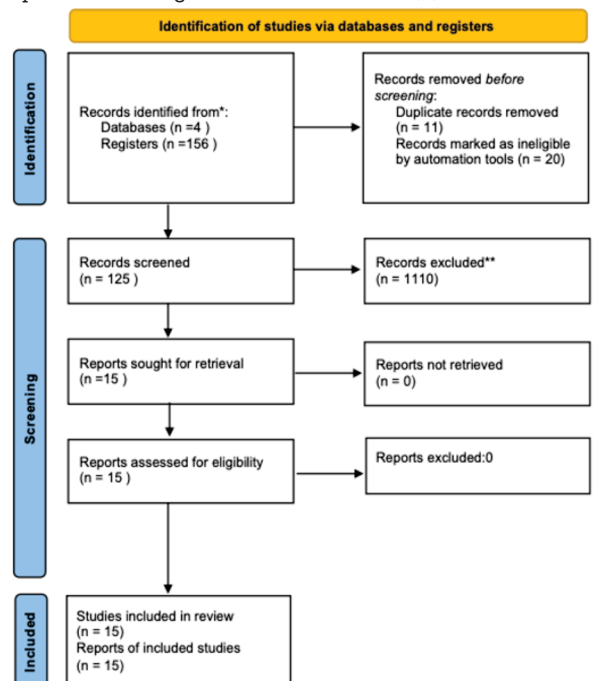 Identification of studies via databases and registers
Identification
Records identified from*:
Databases (n =4 )
Registers (n =156 )
Records removed before
screening:
Duplicate records removed
(n = 11)
Records marked as ineligible
by automation tools (n = 20)
Screening
Records screened
(n = 125 )
Records excluded**
(n = 1110)
Reports sought for retrieval
(n =15 )
Reports not retrieved
(n = 0)
Reports assessed for eligibility
(n = 15 )
Reports excluded:0
Included
Studies included in review
(n = 15)
Reports of included studies
(n = 15)